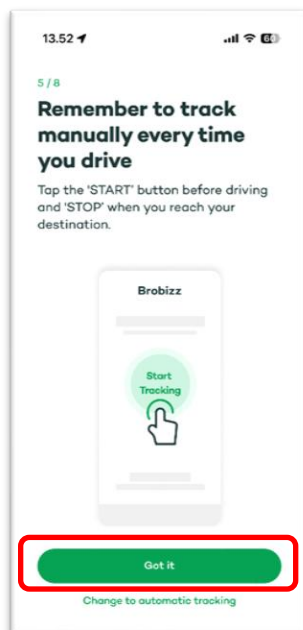 13.52
60
5/8
Remember to track
manually every time
you drive
Tap the 'START' button before driving
and 'STOP' when you reach your
destination.
Brobizz
Start
Tracking
Got it
Change to automatic tracking